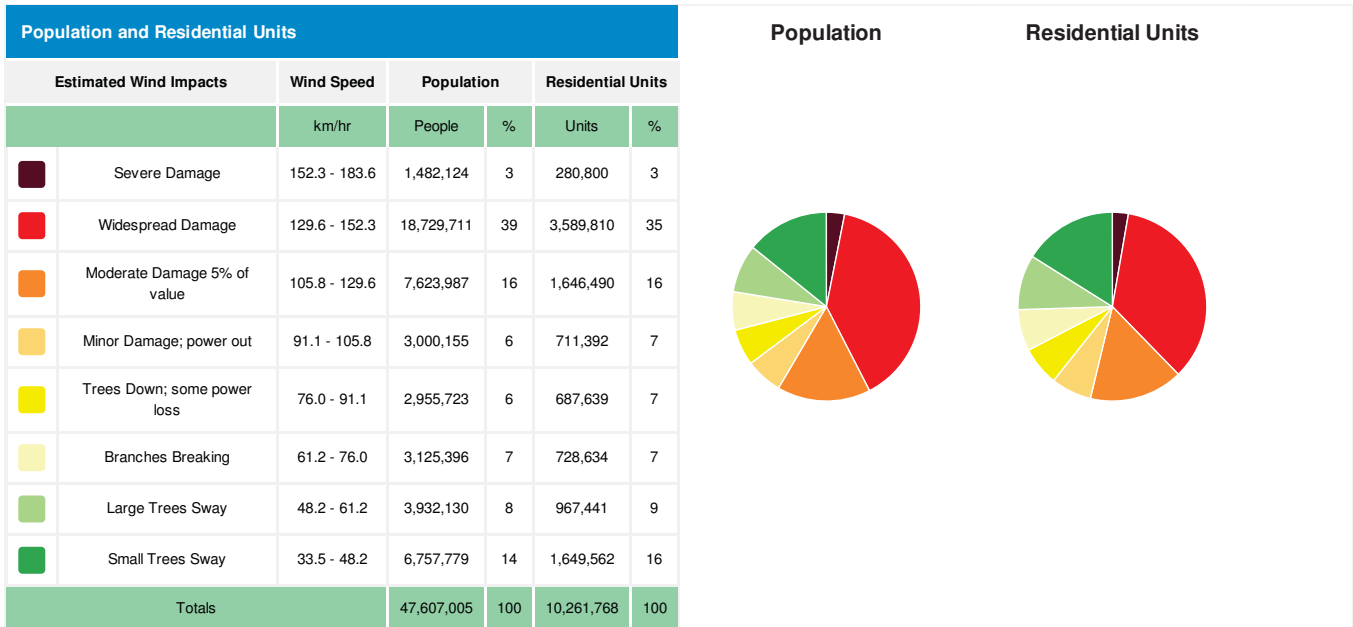 Population and Residential Units
Population
Residential Units
Estimated Wind Impacts Wind Speed Population Residential Units
km/hr People % Units %
Severe Damage 152.3 - 183.6 1,482,124 3 280,800 3
Widespread Damage 129.6 - 152.3 18,729,711 39 3,589,810 35
Moderate Damage 5% of
value 105.8 - 129.6 7,623,987 16 1,646,490 16
Minor Damage; power out 91.1 - 105.8 3,000,155 6 711,392 7
Trees Down; some power
loss 76.0 - 91.1 2,955,723 6 687,639 7
Branches Breaking 61.2 - 76.0 3,125,396 7 728,634 7
Large Trees Sway 48.2 - 61.2 3,932,130 8 967,441 9
Small Trees Sway 33.5 - 48.2 6,757,779 14 1,649,562 16
Totals 47,607,005 100 10,261,768 100